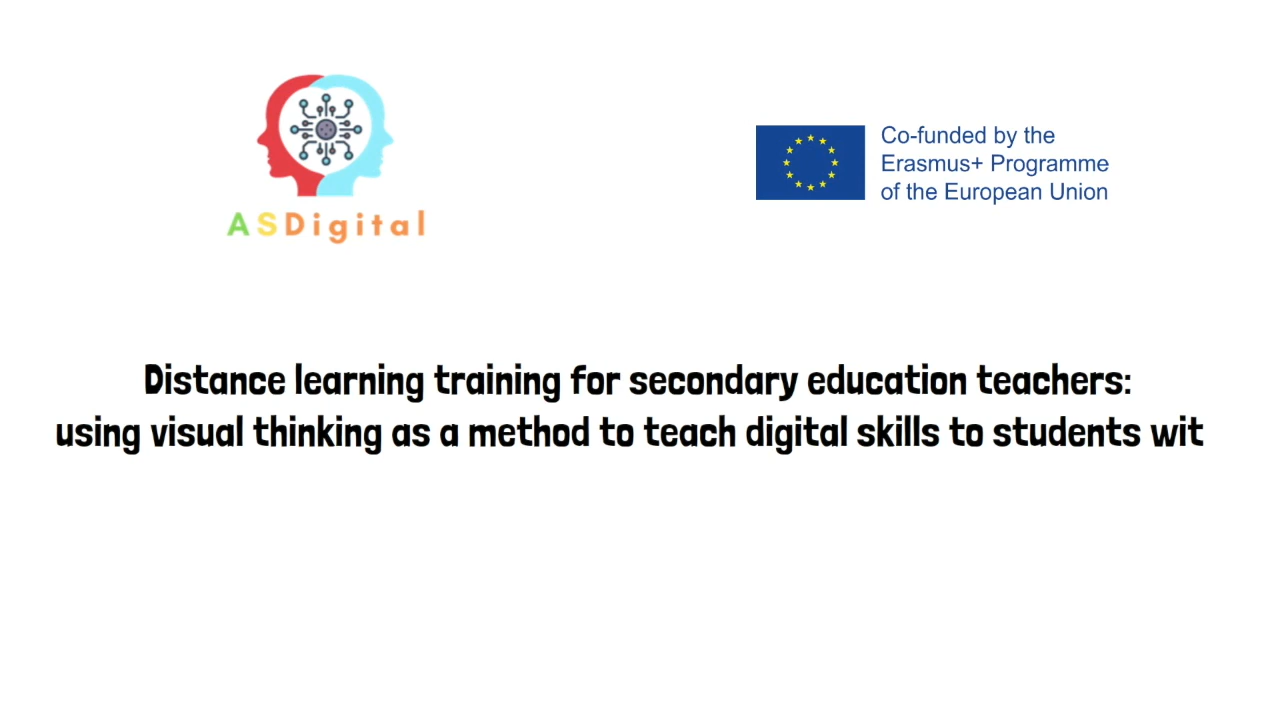 ASDigital
Co-funded by the
Erasmus+ Programme
of the European Union
Distance learning training for secondary education teachers:
using visual thinking as a method to teach digital skills to students wit